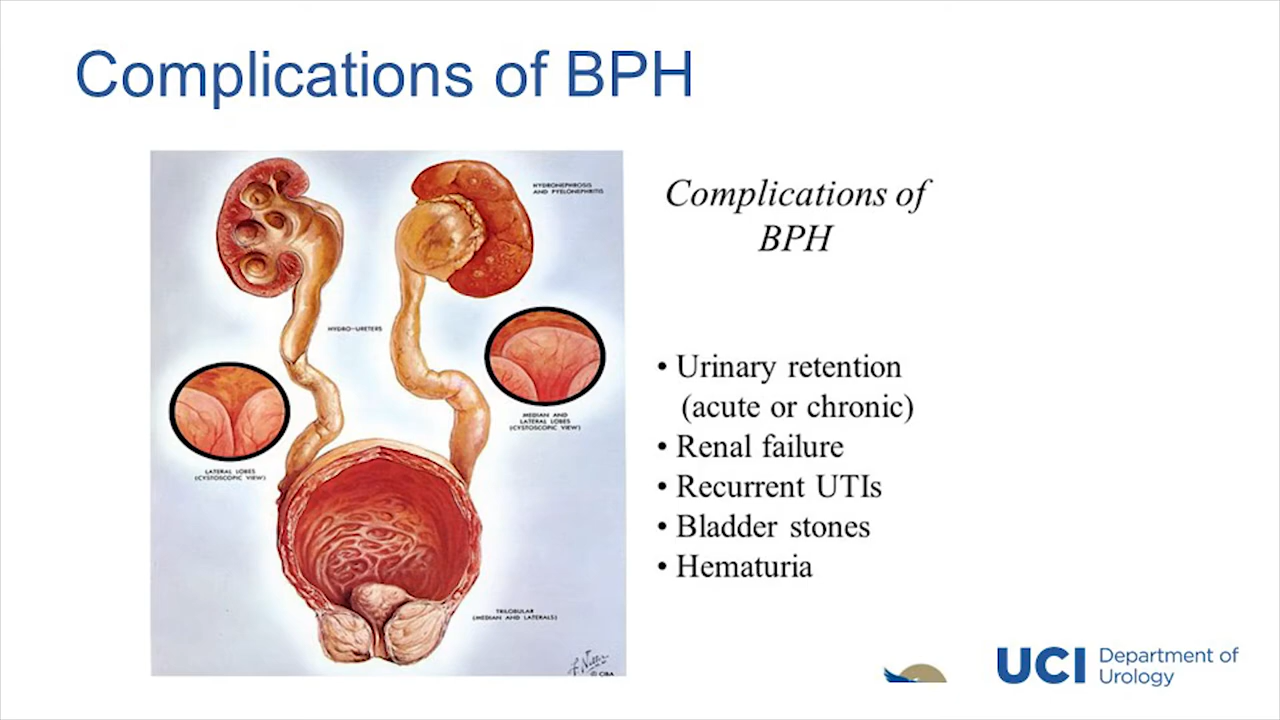 Complications of BPH
HYDRONEPHROSIS
AND PYELONEPHRITIS
HYDRO-URETERS
MEDIAN AND
LATERAL LOBES
(CYSTOSCOPIC VIEW)
LATERAL LOBES
(CYSTOSCOPIC VIEW)
TRILOBULAR
(MEDIAN AND LATERALS)
F. Netter
© CIBA
Complications of
BPH
• Urinary retention
(acute or chronic)
• Renal failure
• Recurrent UTIs
• Bladder stones
• Hematuria
UCI Department of
Urology